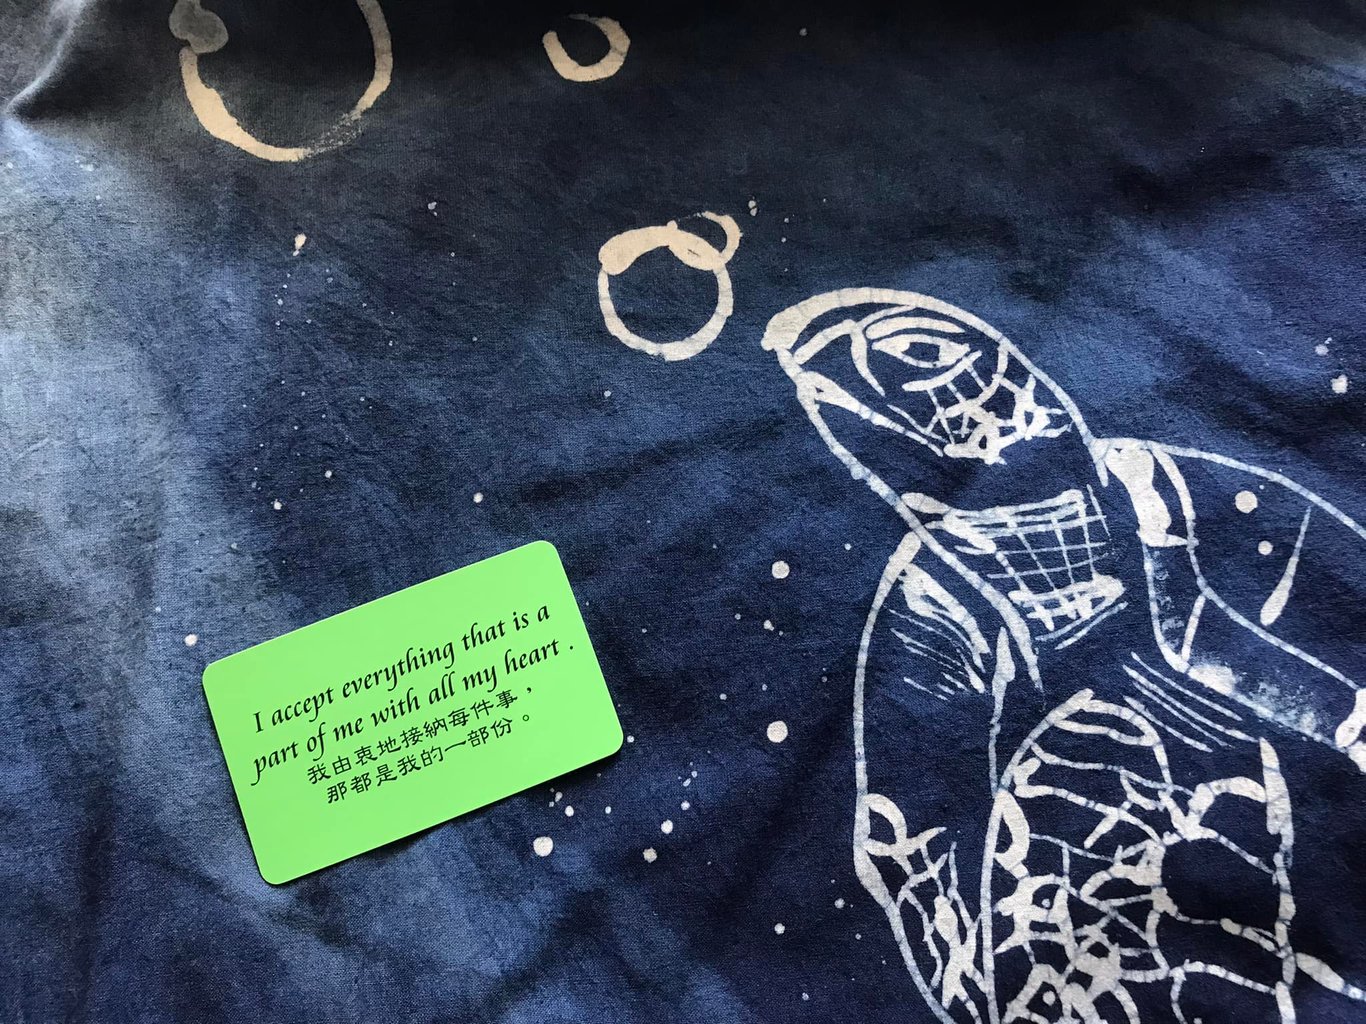 I accept everything that is a
part of me with all my heart .
我由衷地接納每件事，
那都是我的一部份。